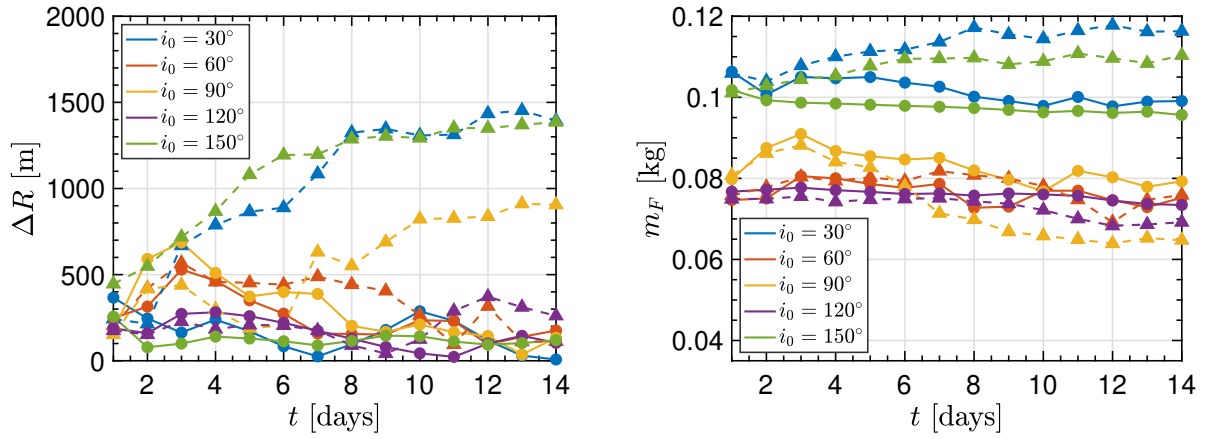 2000
1500
1000
500
0
ΔR [m]
i₀ = 30°
i₀ = 60°
i₀ = 90°
i₀ = 120°
i₀ = 150°
2 4 6 8 10 12 14
t [days]
0.12
0.1
0.08
0.06
0.04
m_F [kg]
i₀ = 30°
i₀ = 60°
i₀ = 90°
i₀ = 120°
i₀ = 150°
2 4 6 8 10 12 14
t [days]